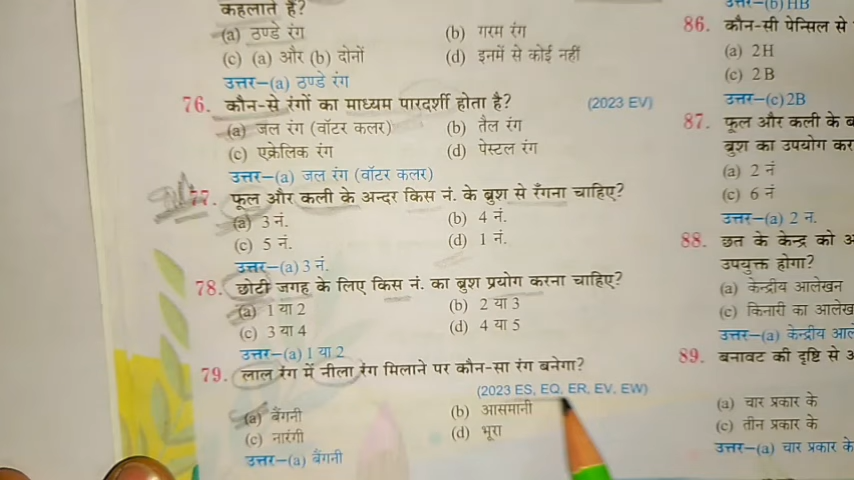 कहलाते हैं?
(a) ठण्डे रंग (b) गरम रंग
(c) (a) और (b) दोनों (d) इनमें से कोई नहीं
उत्तर–(a) ठण्डे रंग
76. कौन-से रंगों का माध्यम पारदर्शी होता है? (2023 EV)
(a) जल रंग (वॉटर कलर) (b) तैल रंग
(c) एक्रेलिक रंग (d) पेस्टल रंग
उत्तर–(a) जल रंग (वॉटर कलर)
77. फूल और कली के अन्दर किस नं. के ब्रुश से रँगना चाहिए?
(a) 3 नं. (b) 4 नं.
(c) 5 नं. (d) 1 नं.
उत्तर–(a) 3 नं.
78. छोटी जगह के लिए किस नं. का ब्रुश प्रयोग करना चाहिए?
(a) 1 या 2 (b) 2 या 3
(c) 3 या 4 (d) 4 या 5
उत्तर–(a) 1 या 2
79. लाल रंग में नीला रंग मिलाने पर कौन-सा रंग बनेगा?
(2023 ES, EQ, ER, EV, EW)
(a) बैंगनी (b) आसमानी
(c) नारंगी (d) भूरा
उत्तर–(a) बैंगनी
उत्तर–(b) HB
86. कौन-सी पेन्सिल से
(a) 2H
(c) 2B
उत्तर–(c) 2B
87. फूल और कली के
ब्रुश का उपयोग कर
(a) 2 नं
(c) 6 नं
उत्तर–(a) 2 नं.
88. छत के केन्द्र को
उपयुक्त होगा?
(a) केन्द्रीय आलेखन
(c) किनारी का आलेख
उत्तर–(a) केन्द्रीय आले
89. बनावट की दृष्टि से
(a) चार प्रकार के
(c) तीन प्रकार के
उत्तर–(a) चार प्रकार के